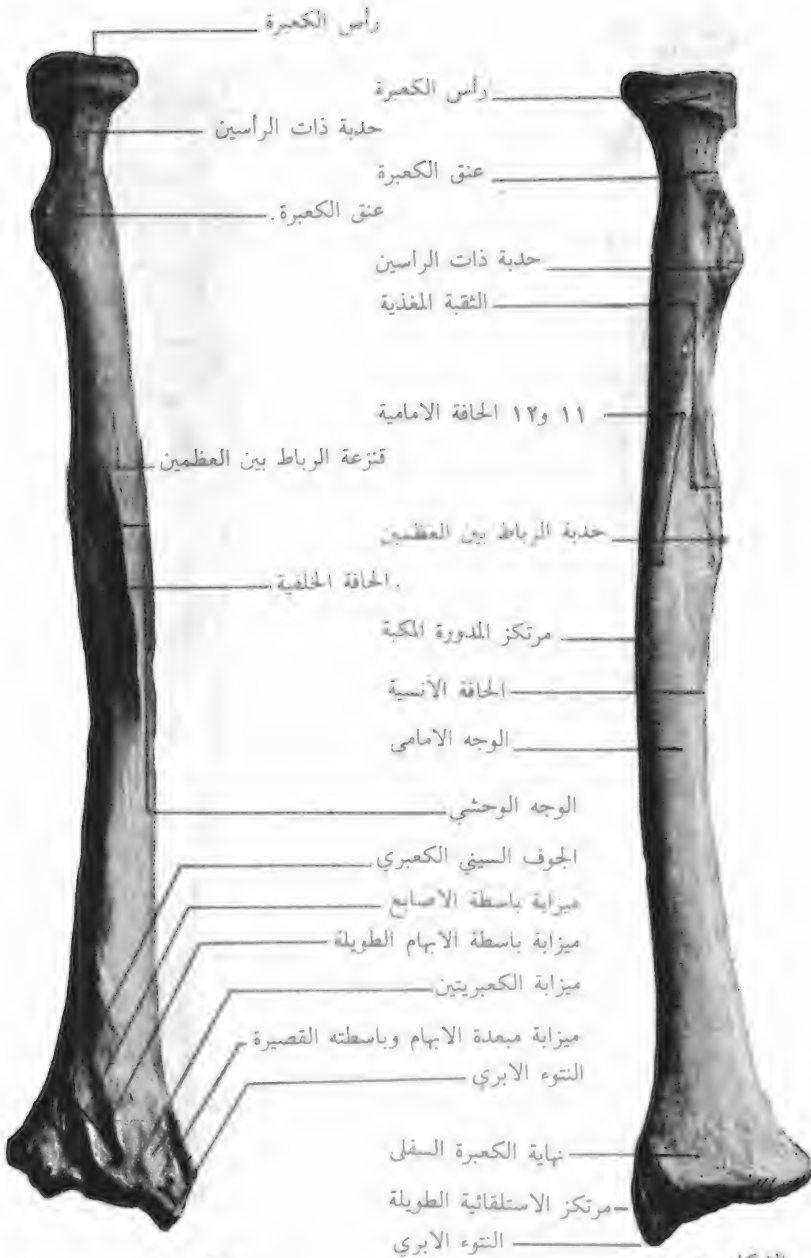 رأس الكعبرة
رأس الكعبرة
حدبة ذات الرأسين
عنق الكعبرة
عنق الكعبرة.
حدبة ذات الراسين
الثقبة المغذية
١١ و١٢ الحافة الامامية
قنزعة الرباط بين العظمين
حدبة الرباط بين العظمين
الحافة الخلفية.
مرتكز المدورة المكبة
الحافة الأنسية
الوجه الامامي
الوجه الوحشي
الجوف السيني الكعبري
ميزابة باسطة الاصابع
ميزابة باسطة الابهام الطويلة
ميزابة الكعبريتين
ميزابة مبعدة الابهام وباسطته القصيرة
النتوء الابري
نهاية الكعبرة السفلى
مرتكز الاستلقائية الطويلة
النتوء الابري